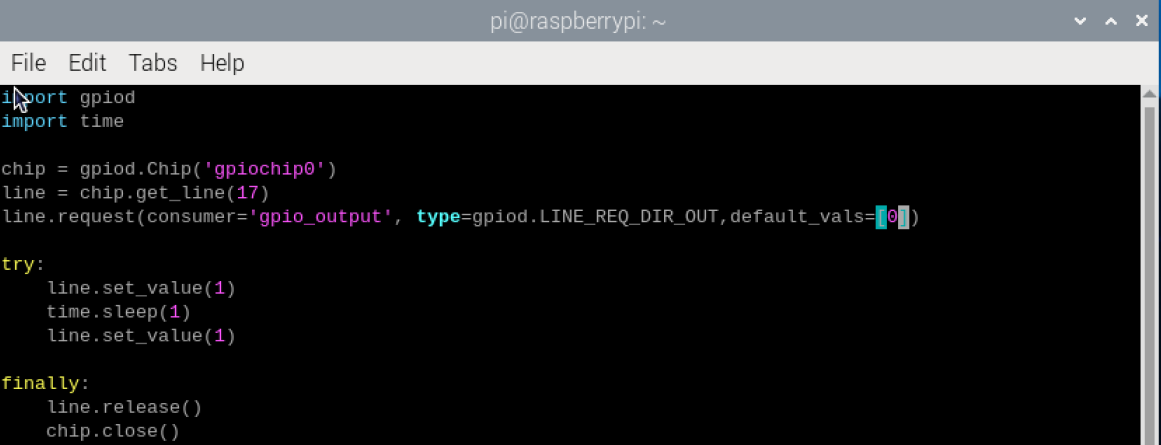 pi@raspberrypi: ~
File Edit Tabs Help
import gpiod
import time
chip = gpiod.Chip('gpiochip0')
line = chip.get_line(17)
line.request(consumer='gpio_output', type=gpiod.LINE_REQ_DIR_OUT,default_vals=[0])
try:
    line.set_value(1)
    time.sleep(1)
    line.set_value(1)
finally:
    line.release()
    chip.close()